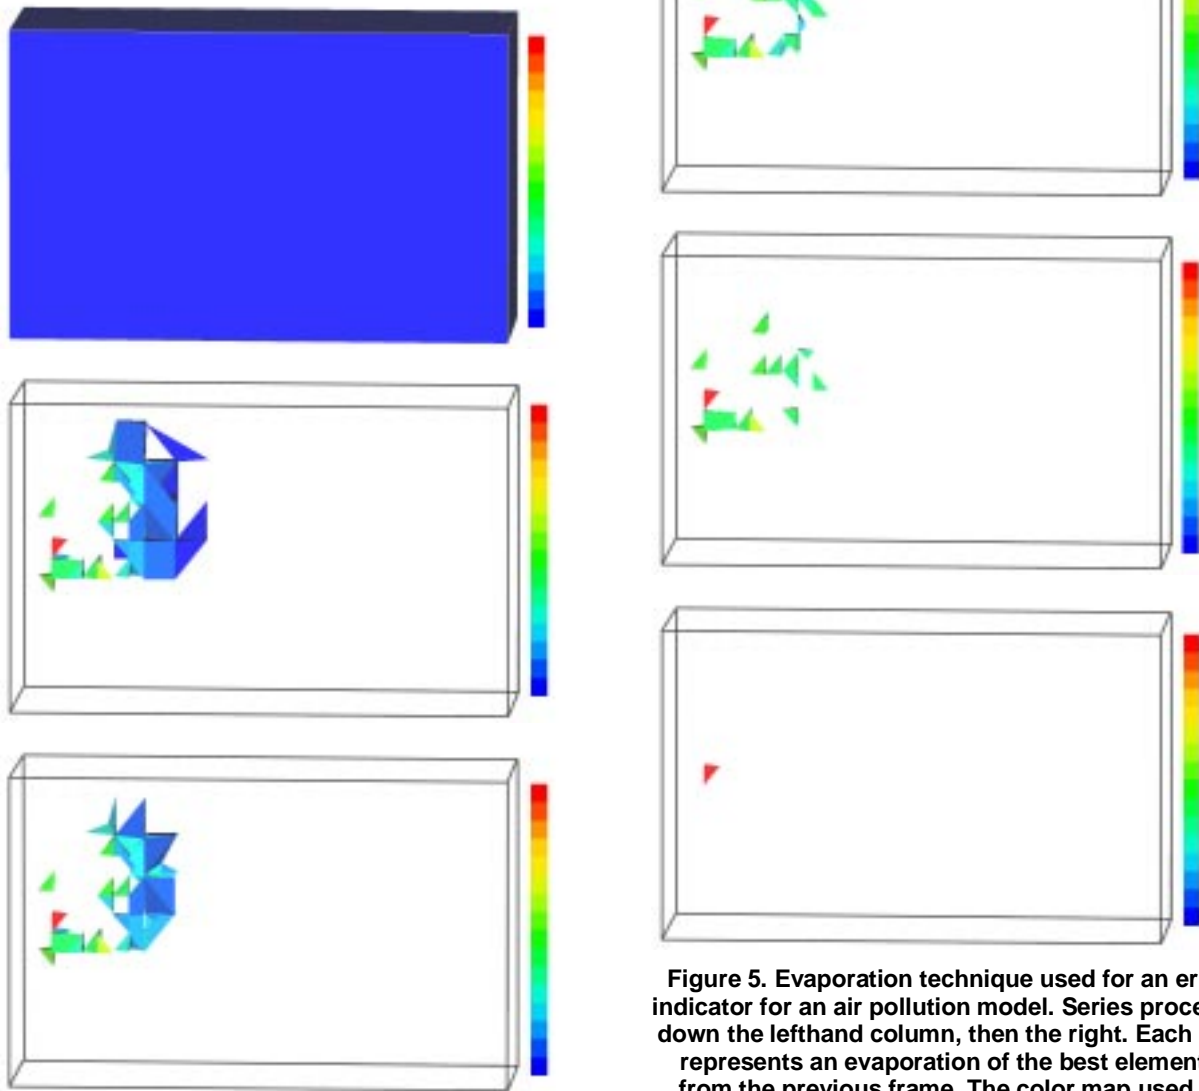 Figure 5. Evaporation technique used for an er
indicator for an air pollution model. Series proce
down the lefthand column, then the right. Each
represents an evaporation of the best element
from the previous frame. The color map used